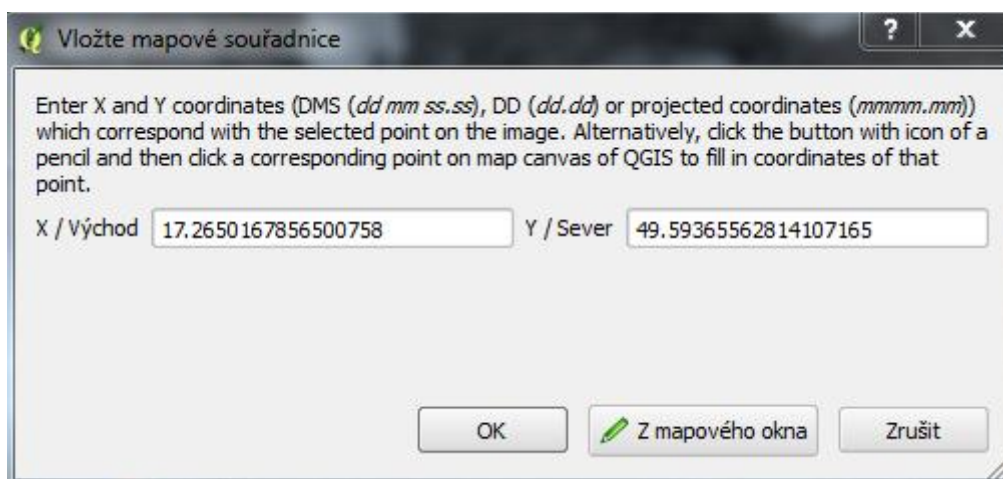 Vložte mapové souřadnice
Enter X and Y coordinates (DMS (dd mm ss.ss), DD (dd.dd) or projected coordinates (mmmm.mm))
which correspond with the selected point on the image. Alternatively, click the button with icon of a
pencil and then click a corresponding point on map canvas of QGIS to fill in coordinates of that
point.
X / Východ 17.2650167856500758 Y / Sever 49.59365562814107165
OK Z mapového okna Zrušit